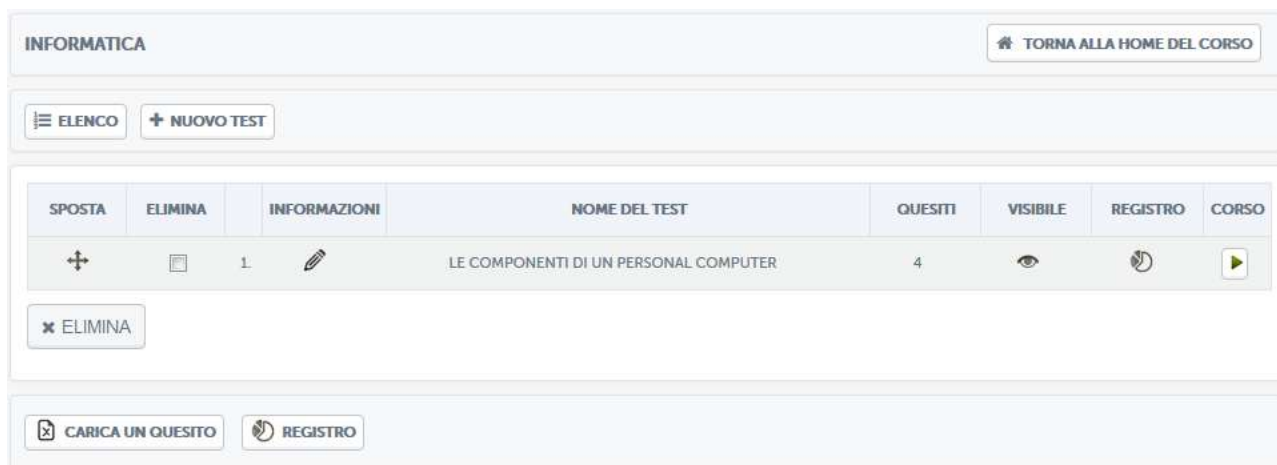 INFORMATICA
TORNA ALLA HOME DEL CORSO
ELENCO
NUOVO TEST
SPOSTA ELIMINA INFORMAZIONI NOME DEL TEST QUESITI VISIBILE REGISTRO CORSO
1. LE COMPONENTI DI UN PERSONAL COMPUTER 4
ELIMINA
CARICA UN QUESITO
REGISTRO